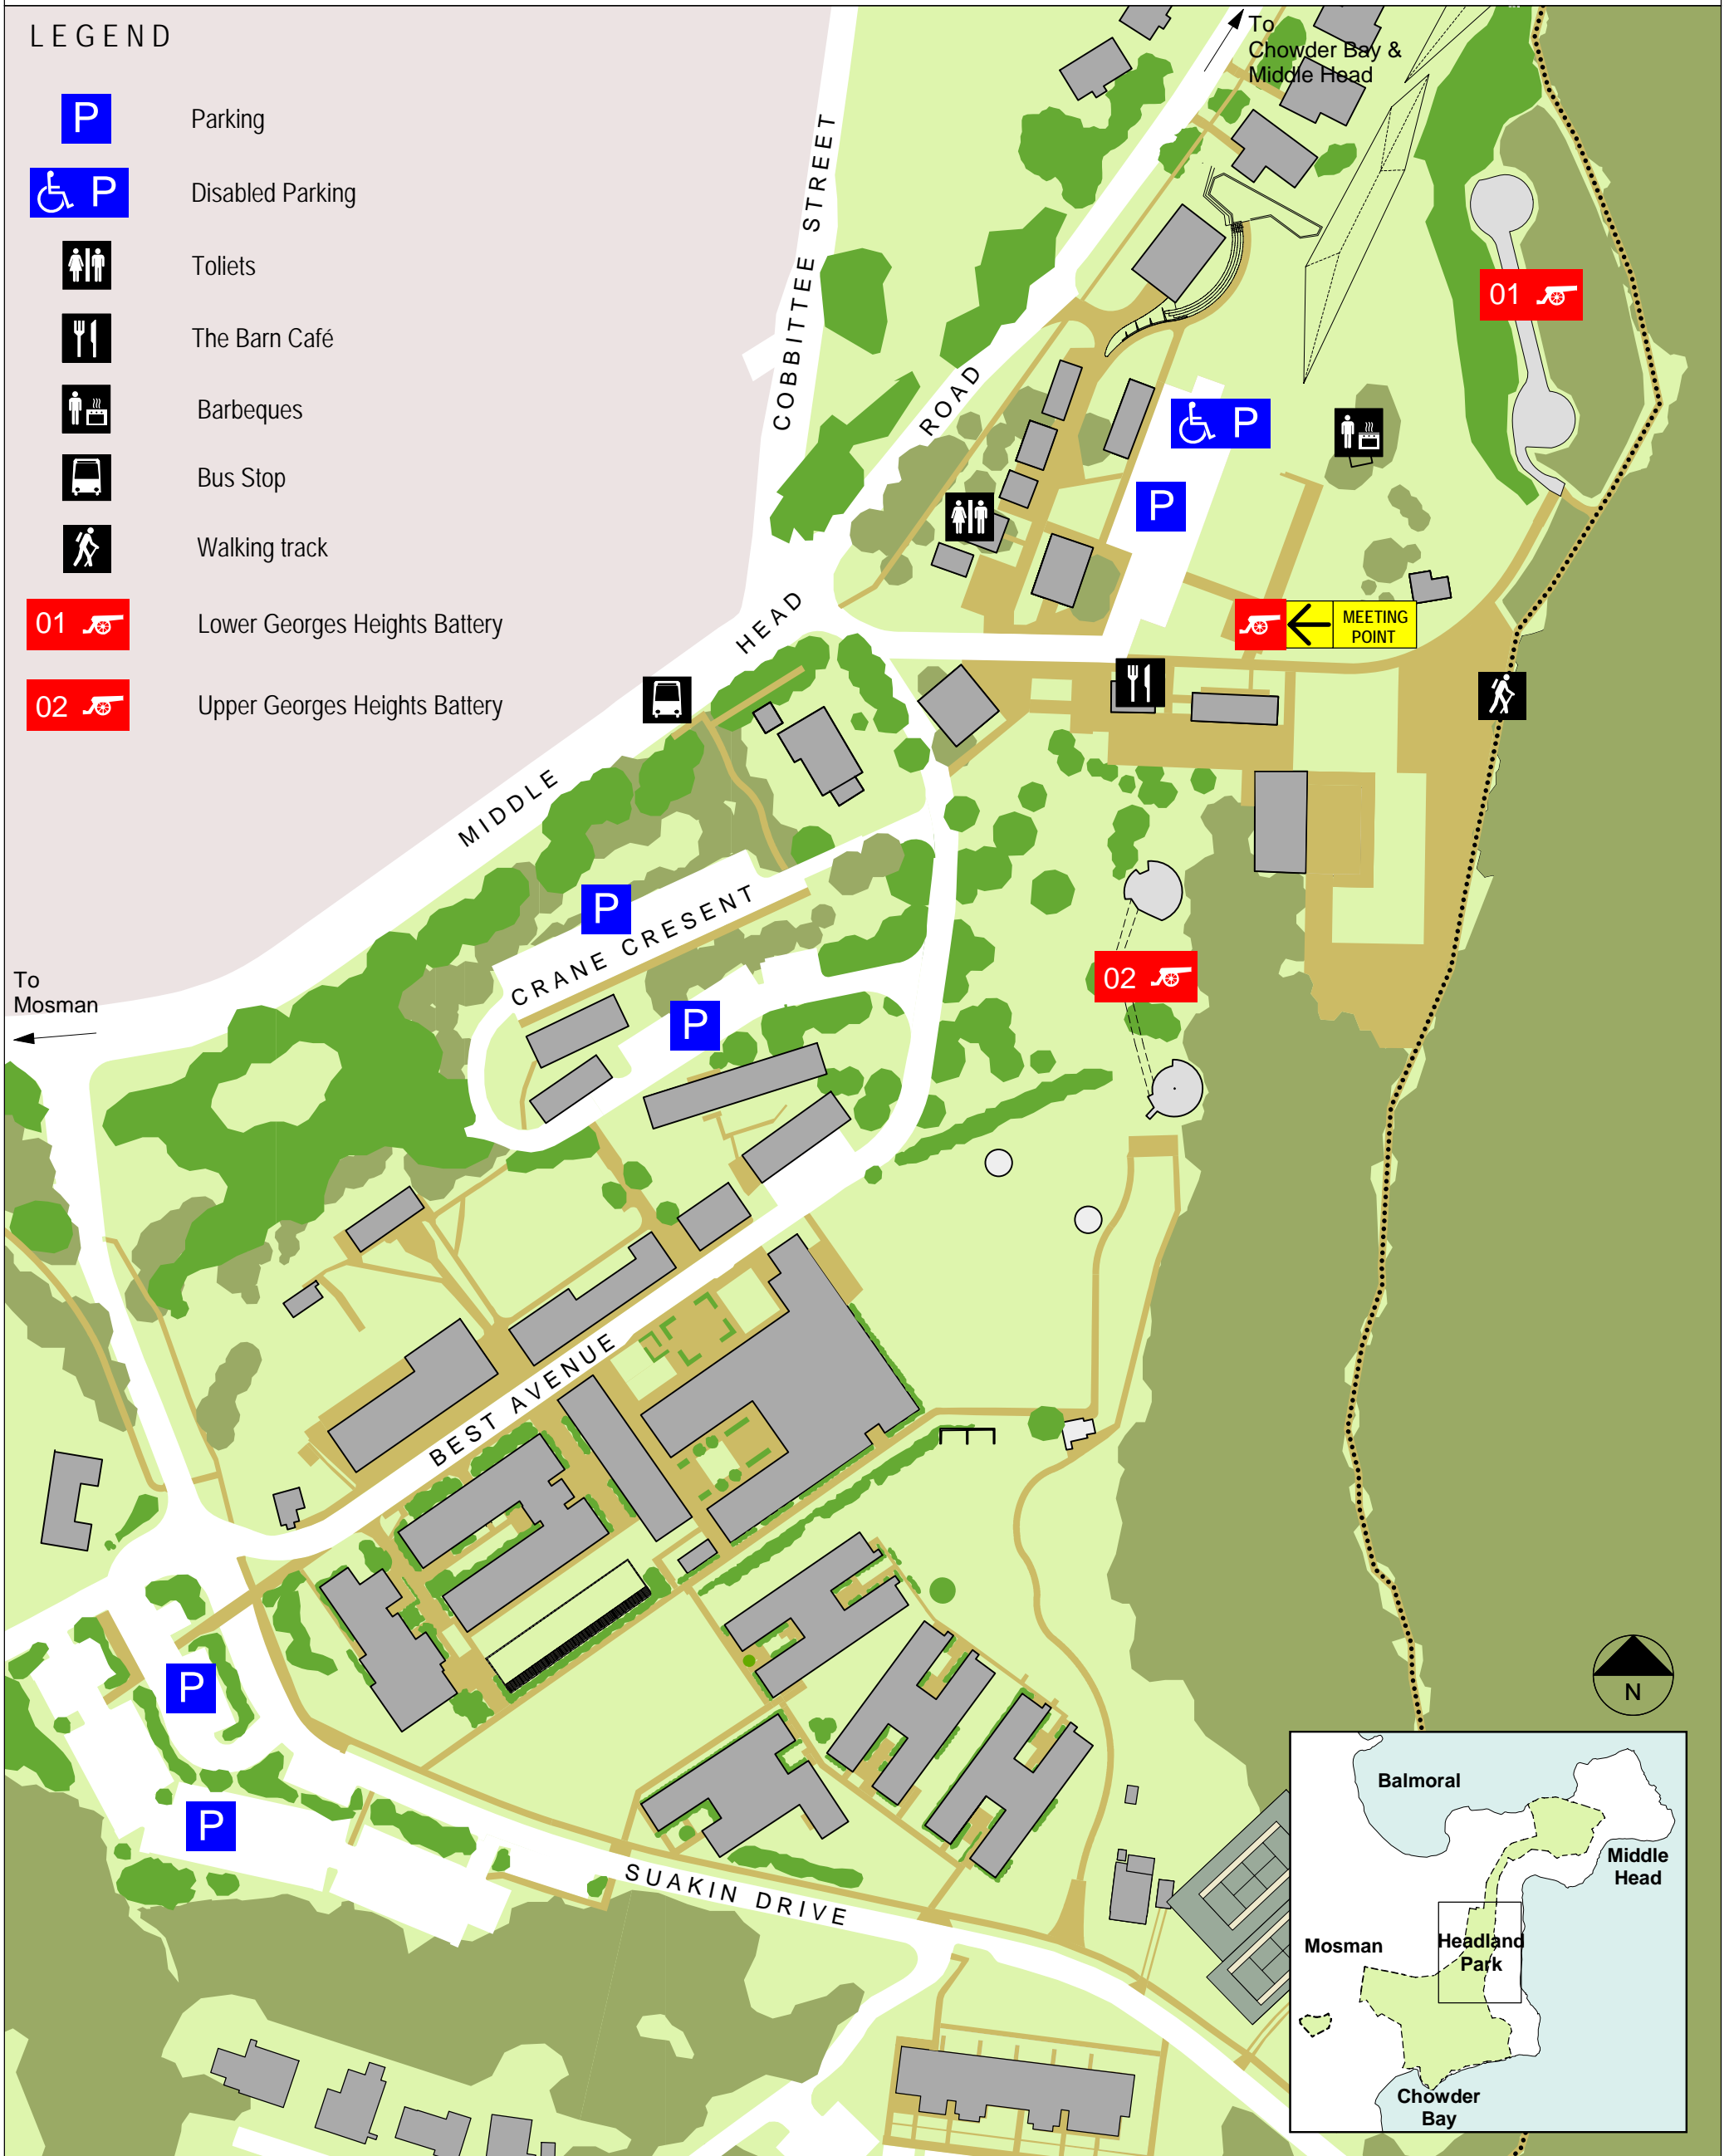 LEGEND
P
Parking
P
Disabled Parking
Toliets
The Barn Café
Barbeques
Bus Stop
Walking track
01
Lower Georges Heights Battery
02
Upper Georges Heights Battery
To
Chowder Bay &
Middle Head
COBBITTEE STREET
01
P
P
MIDDLE HEAD ROAD
MEETING
POINT
P
CRANE CRESENT
02
To
Mosman
P
BEST AVENUE
P
P
SUAKIN DRIVE
N
Balmoral
Middle
Head
Mosman
Headland
Park
Chowder
Bay